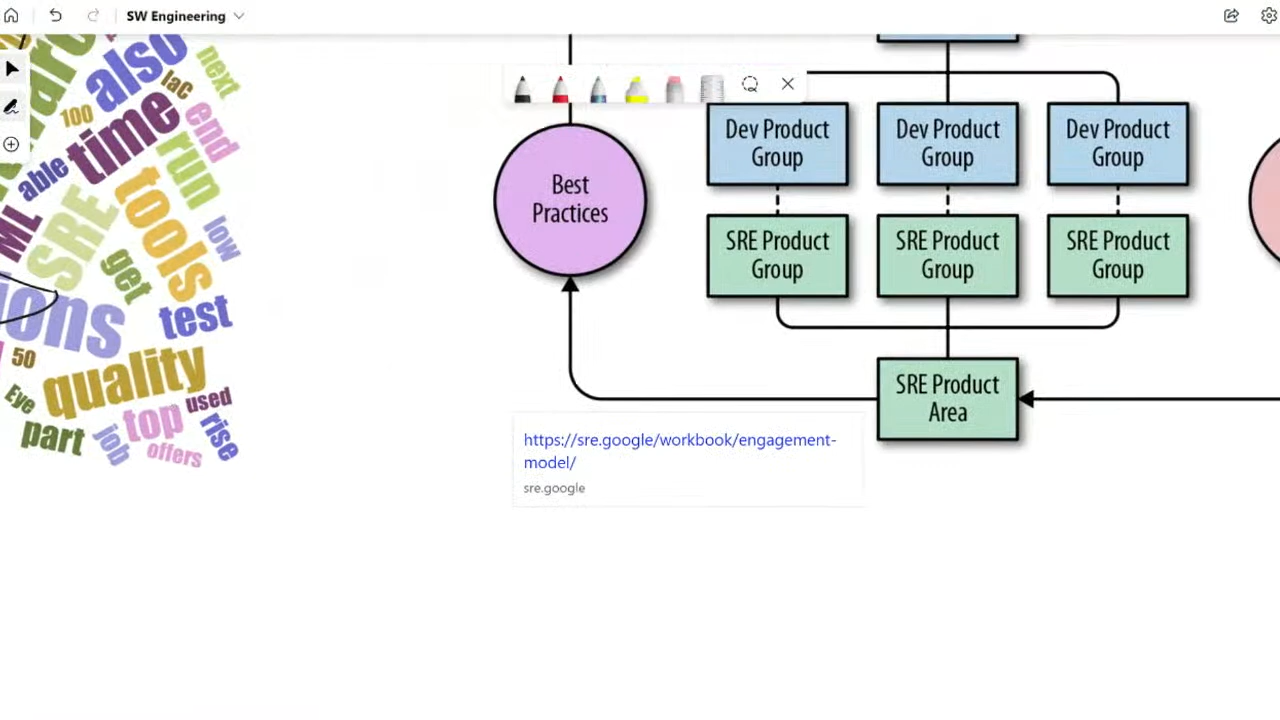 SW Engineering
also
next
lac
100
time
end
able
run
ML
SRE
tools
low
get
ions
test
50
quality
Eye
used
top
rise
part
job
offers
Best
Practices
Dev Product
Group
Dev Product
Group
Dev Product
Group
SRE Product
Group
SRE Product
Group
SRE Product
Group
SRE Product
Area
https://sre.google/workbook/engagement-
model/
sre.google